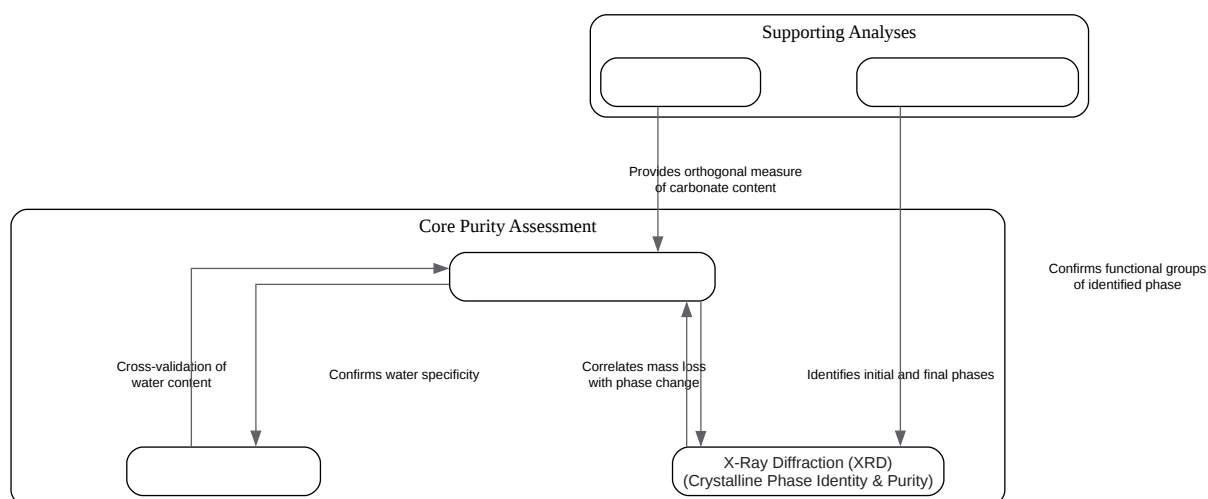 Supporting Analyses
Provides orthogonal measure
of carbonate content
Core Purity Assessment
Confirms functional groups
of identified phase
Cross-validation of
water content
Confirms water specificity
Correlates mass loss
with phase change
Identifies initial and final phases
X-Ray Diffraction (XRD)
(Crystalline Phase Identity & Purity)